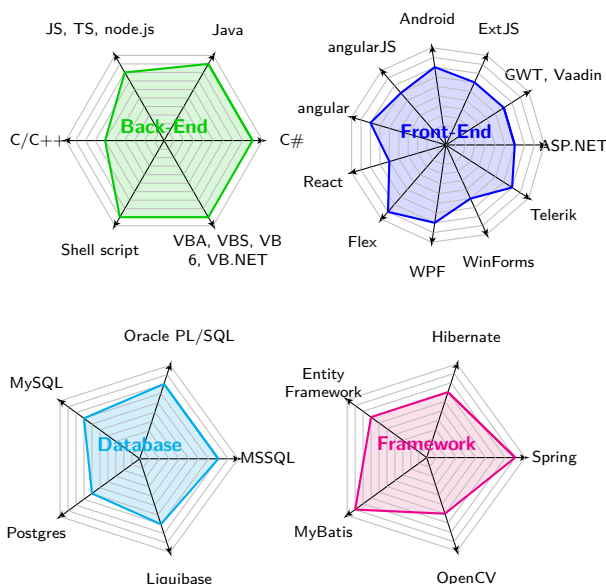 JS, TS, node.js
Java
Back-End
C/C++
C#
Shell script
VBA, VBS, VB
6, VB.NET
Android
ExtJS
angularJS
GWT, Vaadin
angular
Front-End
ASP.NET
React
Telerik
Flex
WinForms
WPF
Oracle PL/SQL
MySQL
Database
MSSQL
Postgres
Liquibase
Hibernate
Entity
Framework
Framework
Spring
MyBatis
OpenCV